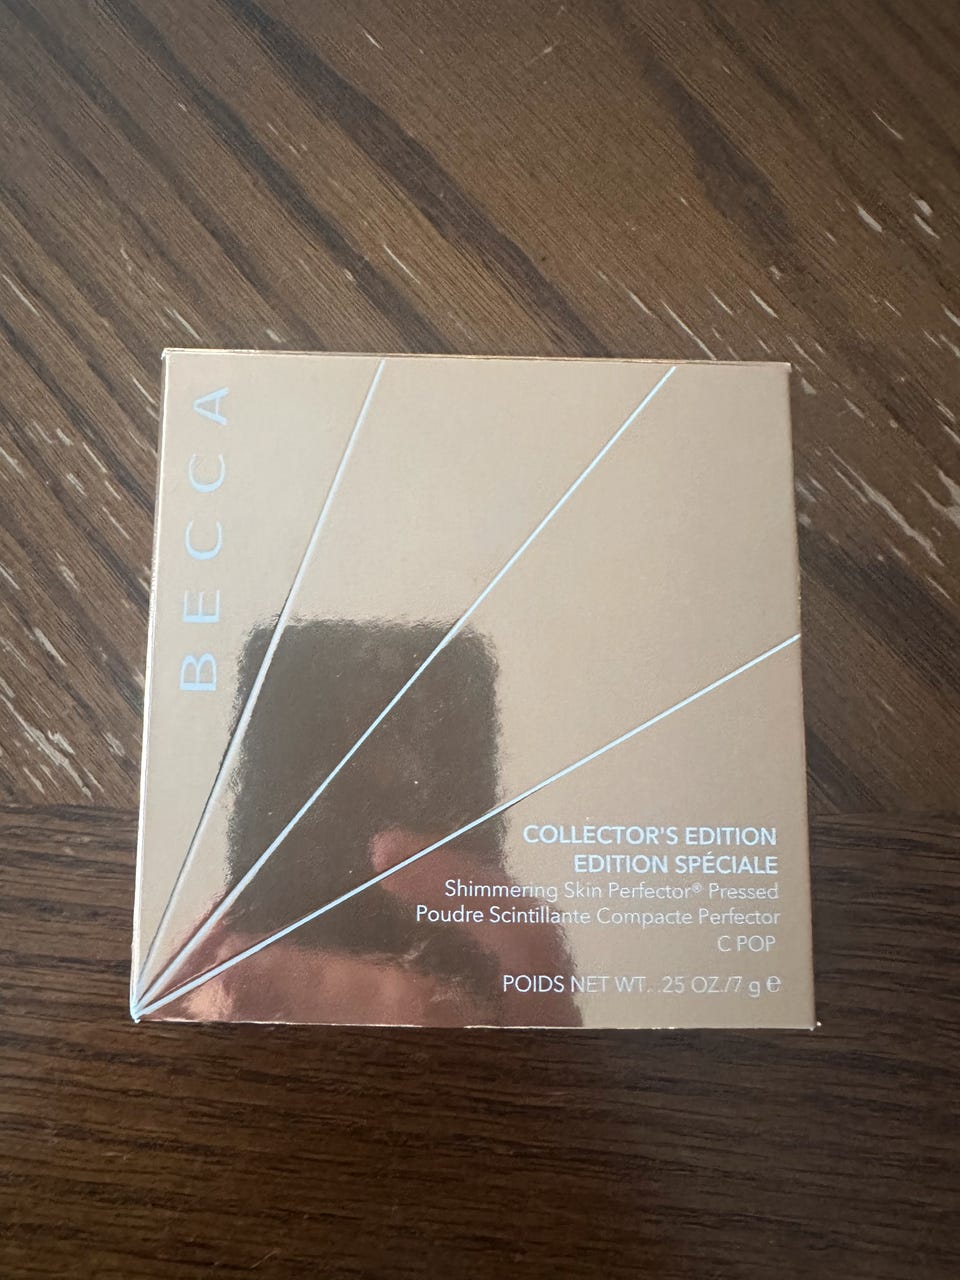 BECCA
COLLECTOR'S EDITION
EDITION SPÉCIALE
Shimmering Skin Perfector® Pressed
Poudre Scintillante Compacte Perfector
C POP
POIDS NET WT. .25 OZ./7 g ℮